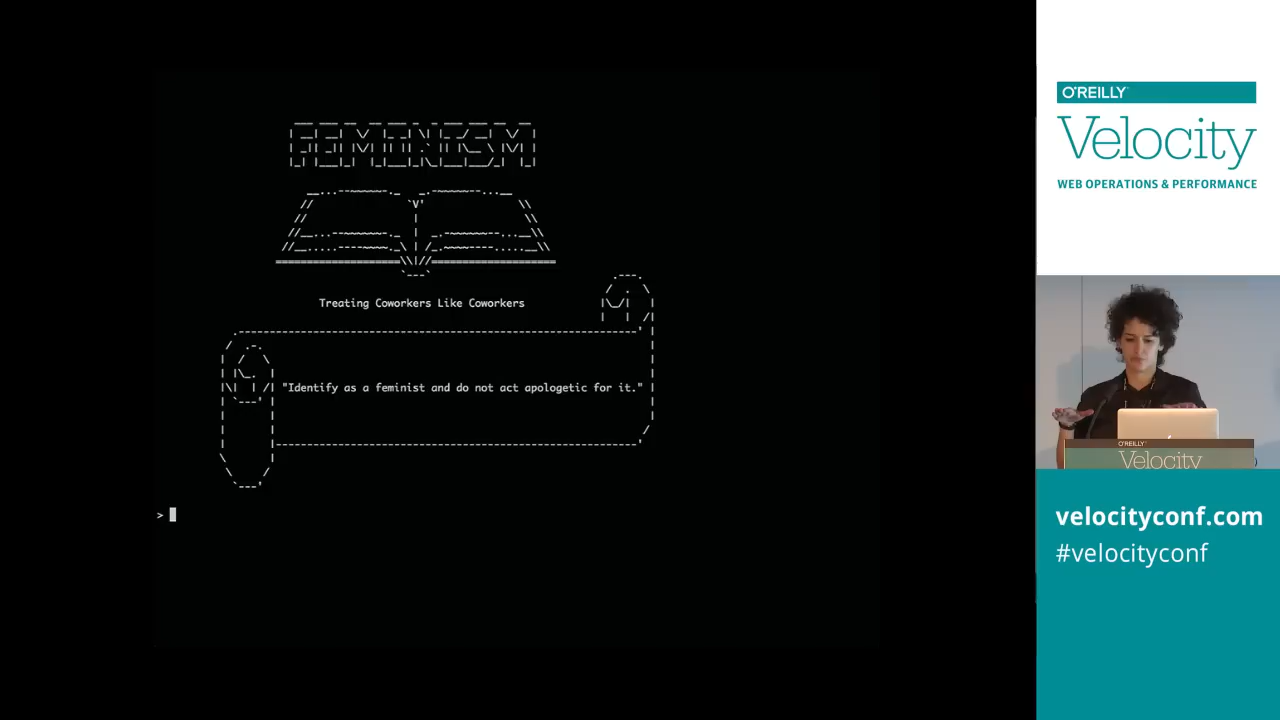 FEMINISM
Treating Coworkers Like Coworkers
"Identify as a feminist and do not act apologetic for it."
>
O'REILLY
Velocity
WEB OPERATIONS & PERFORMANCE
O'REILLY
Velocity
velocityconf.com
#velocityconf